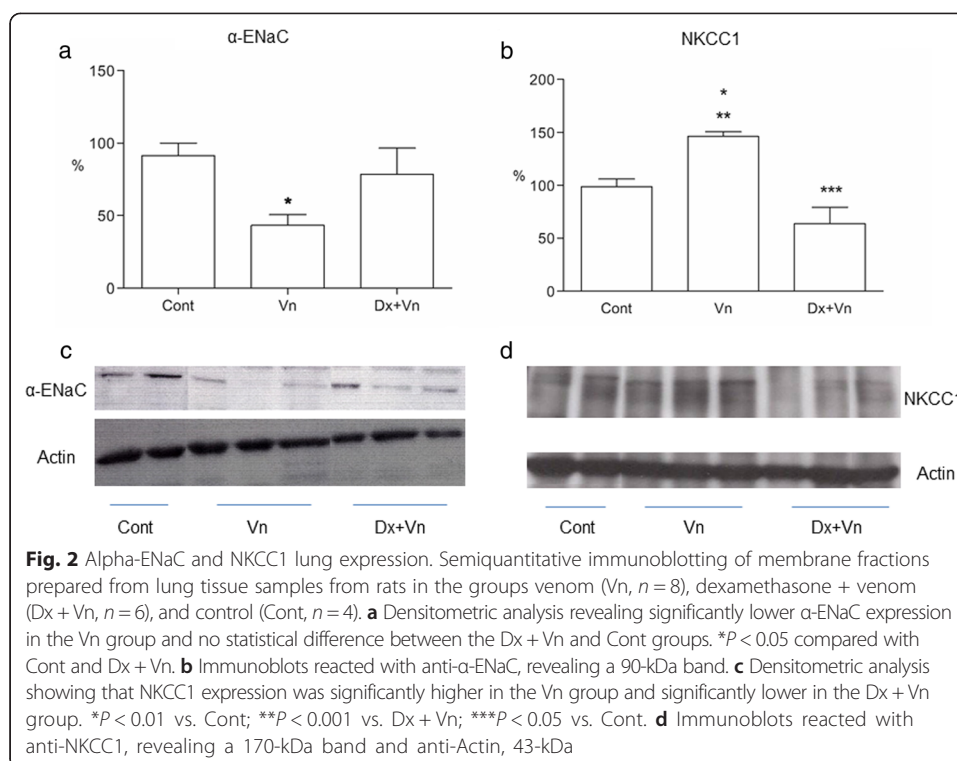 a
α-ENaC
150
100
%
50
0
*
Cont
Vn
Dx+Vn
b
NKCC1
200
150
%
100
50
0
*
**
***
Cont
Vn
Dx+Vn
c
α-ENaC
Actin
Cont
Vn
Dx+Vn
d
NKCC1
Actin
Cont
Vn
Dx+Vn
Fig. 2 Alpha-ENaC and NKCC1 lung expression. Semiquantitative immunoblotting of membrane fractions
prepared from lung tissue samples from rats in the groups venom (Vn, n = 8), dexamethasone + venom
(Dx + Vn, n = 6), and control (Cont, n = 4). a Densitometric analysis revealing significantly lower α-ENaC expression
in the Vn group and no statistical difference between the Dx + Vn and Cont groups. *P < 0.05 compared with
Cont and Dx + Vn. b Immunoblots reacted with anti-α-ENaC, revealing a 90-kDa band. c Densitometric analysis
showing that NKCC1 expression was significantly higher in the Vn group and significantly lower in the Dx + Vn
group. *P < 0.01 vs. Cont; **P < 0.001 vs. Dx + Vn; ***P < 0.05 vs. Cont. d Immunoblots reacted with
anti-NKCC1, revealing a 170-kDa band and anti-Actin, 43-kDa